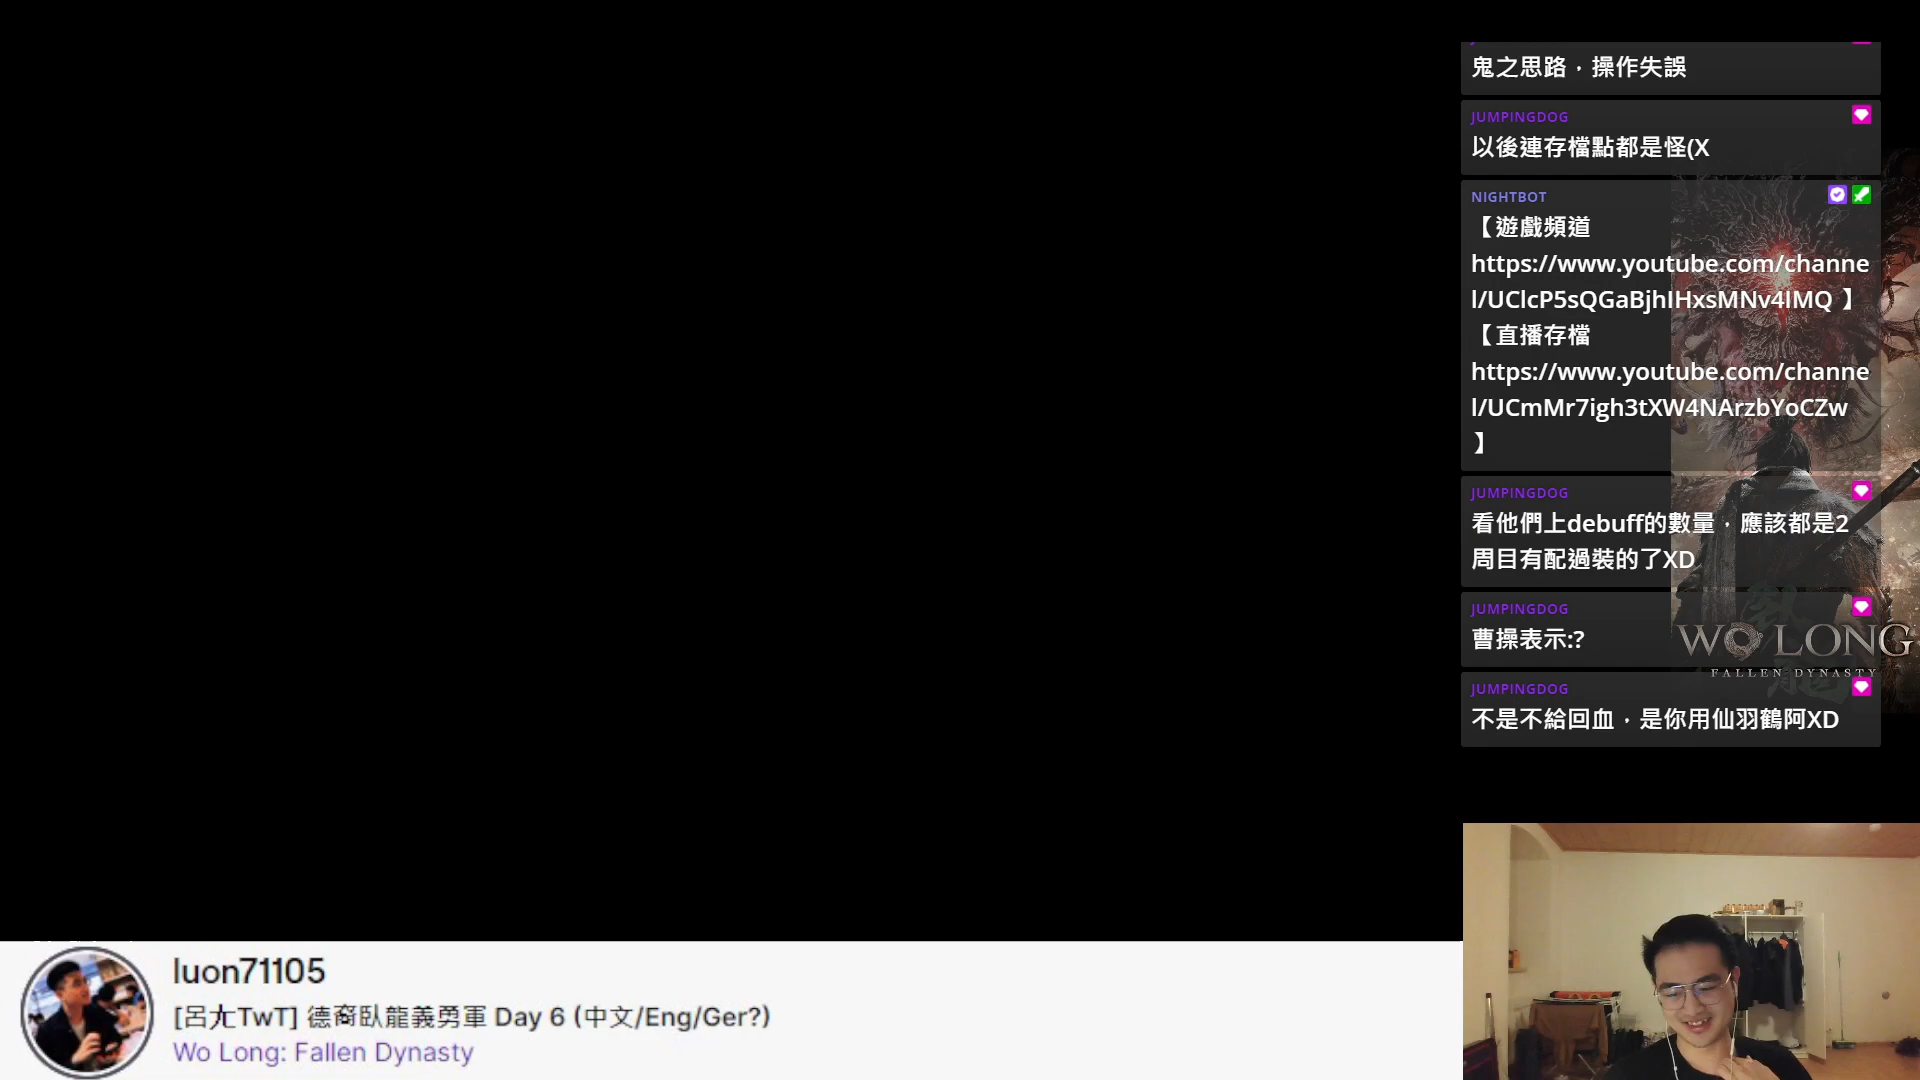 鬼之思路，操作失誤
JUMPINGDOG
以後連存檔點都是怪(X
NIGHTBOT
【遊戲頻道
https://www.youtube.com/channe
l/UClcP5sQGaBjhIHxsMNv4IMQ 】
【直播存檔
https://www.youtube.com/channe
l/UCmMr7igh3tXW4NArzbYoCZw
】
JUMPINGDOG
看他們上debuff的數量，應該都是2
周目有配過裝的了XD
JUMPINGDOG
曹操表示:?
WO LONG
FALLEN DYNASTY
JUMPINGDOG
不是不給回血，是你用仙羽鶴阿XD
luon71105
[呂ㄤTwT] 德裔臥龍義勇軍 Day 6 (中文/Eng/Ger?)
Wo Long: Fallen Dynasty